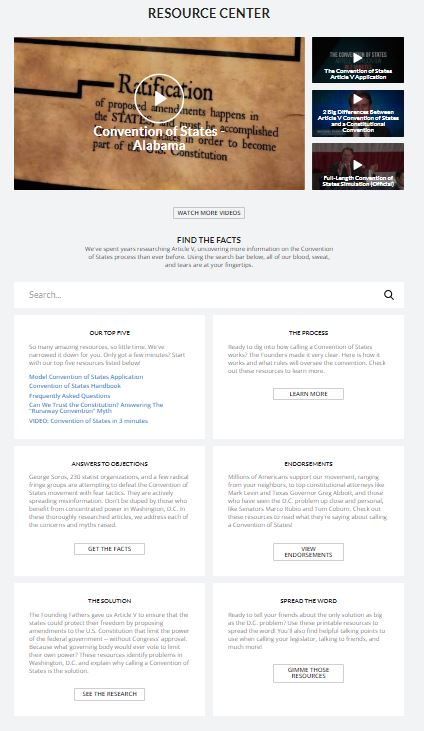 RESOURCE CENTER
Ratification
of proposed amendments happens in
the STATES and must be accomplished
states in order to become
part of the U.S. Constitution
Convention of States -
Alabama
THE CONVENTION OF STATES
The Convention of States
Article V Application
2 Big Differences Between
Article V Convention of States
and a Constitutional
Convention
Full-Length Convention of
States Simulation (Official)
WATCH MORE VIDEOS
FIND THE FACTS
We've spent years researching Article V, uncovering more information on the Convention
of States process than ever before. Using the search bar below, all of our blood, sweat,
and tears are at your fingertips.
Search...
OUR TOP FIVE
So many amazing resources, so little time. We've
narrowed it down for you. Only got a few minutes? Start
with our top five resources listed below!
Model Convention of States Application
Convention of States Handbook
Frequently Asked Questions
Can We Trust the Constitution? Answering The
"Runaway Convention" Myth
VIDEO: Convention of States in 3 minutes
THE PROCESS
Ready to dig into how calling a Convention of States
works? The Founders made it very clear. Here is how it
works and what rules will oversee the convention. Check
out these resources to learn more.
LEARN MORE
ANSWERS TO OBJECTIONS
George Soros, 230 statist organizations, and a few radical
fringe groups are attempting to defeat the Convention of
States movement with fear tactics. They are actively
spreading misinformation. Don't be duped by those who
benefit from concentrated power in Washington, D.C. In
these thoroughly researched articles, we address each of
the concerns and myths raised.
GET THE FACTS
ENDORSEMENTS
Millions of Americans support our movement, ranging
from your neighbors, to top constitutional attorneys like
Mark Levin and Texas Governor Greg Abbott, and those
who have seen the D.C. problem up close and personal,
like Senators Marco Rubio and Tom Coburn. Check out
these resources to read what they're saying about calling
a Convention of States!
VIEW
ENDORSEMENTS
THE SOLUTION
The Founding Fathers gave us Article V to ensure that the
states could protect their freedom by proposing
amendments to the U.S. Constitution that limit the power
of the federal government -- without Congress' approval.
Because what governing body would ever vote to limit
their own power? These resources identify problems in
Washington, D.C. and explain why calling a Convention of
States is the solution.
SEE THE RESEARCH
SPREAD THE WORD
Ready to tell your friends about the only solution as big
as the D.C. problem? Use these printable resources to
spread the word! You'll also find helpful talking points to
use when calling your legislator, talking to friends, and
much more!
GIMME THOSE
RESOURCES